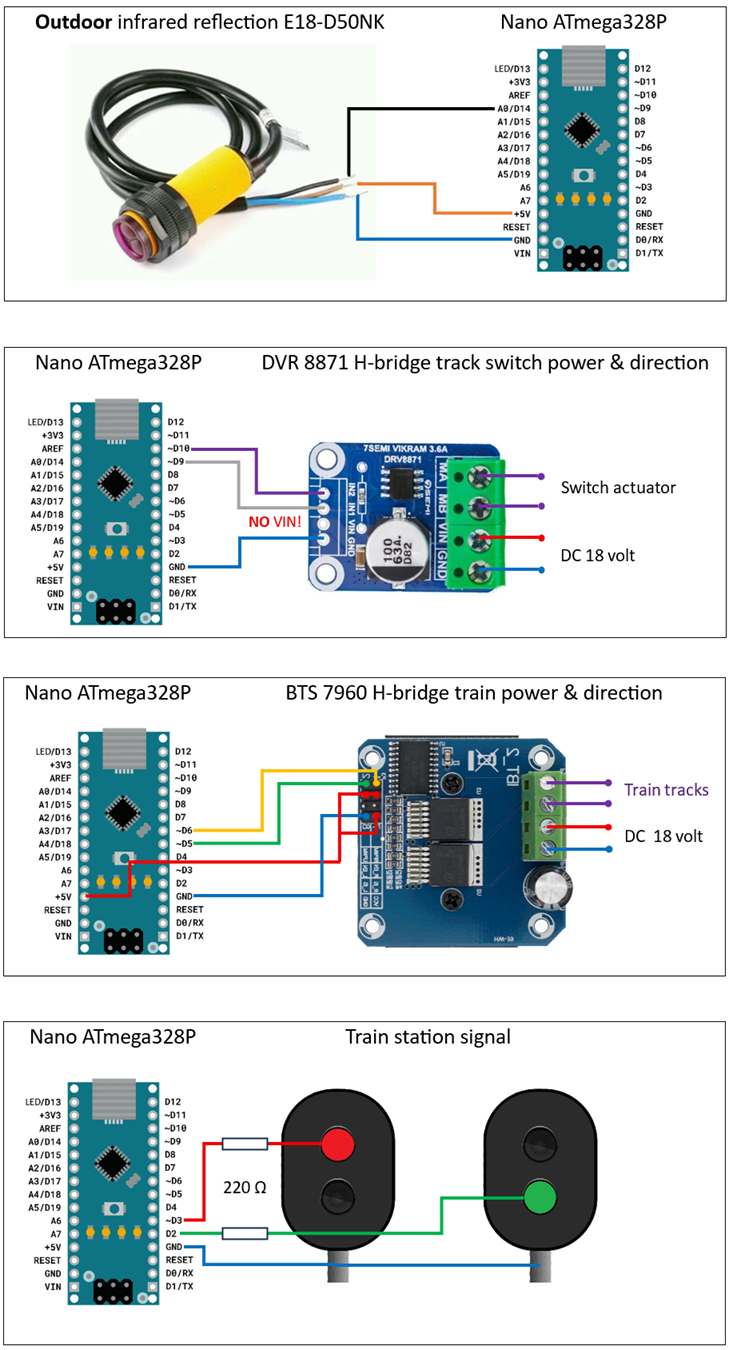 Outdoor infrared reflection E18-D50NK
Nano ATmega328P
LED/D13
+3V3
AREF
A0/D14
A1/D15
A2/D16
A3/D17
A4/D18
A5/D19
A6
A7
+5V
RESET
GND
VIN
D12
~D11
~D10
~D9
D8
D7
~D6
~D5
D4
~D3
D2
GND
RESET
D0/RX
D1/TX
Nano ATmega328P
DVR 8871 H-bridge track switch power & direction
LED/D13
+3V3
AREF
A0/D14
A1/D15
A2/D16
A3/D17
A4/D18
A5/D19
A6
A7
+5V
RESET
GND
VIN
D12
~D11
~D10
~D9
D8
D7
~D6
~D5
D4
~D3
D2
GND
RESET
D0/RX
D1/TX
NO VIN!
7SEMI VIKRAM 3.6A
DRV8871
IN2 IN1 VIN GND
7SEMI
100
63A.
D82
MA MB VIN GND
Switch actuator
DC 18 volt
Nano ATmega328P
BTS 7960 H-bridge train power & direction
LED/D13
+3V3
AREF
A0/D14
A1/D15
A2/D16
A3/D17
A4/D18
A5/D19
A6
A7
+5V
RESET
GND
VIN
D12
~D11
~D10
~D9
D8
D7
~D6
~D5
D4
~D3
D2
GND
RESET
D0/RX
D1/TX
IBT_2
Train tracks
DC 18 volt
Nano ATmega328P
Train station signal
LED/D13
+3V3
AREF
A0/D14
A1/D15
A2/D16
A3/D17
A4/D18
A5/D19
A6
A7
+5V
RESET
GND
VIN
D12
~D11
~D10
~D9
D8
D7
~D6
~D5
D4
~D3
D2
GND
RESET
D0/RX
D1/TX
220 Ω